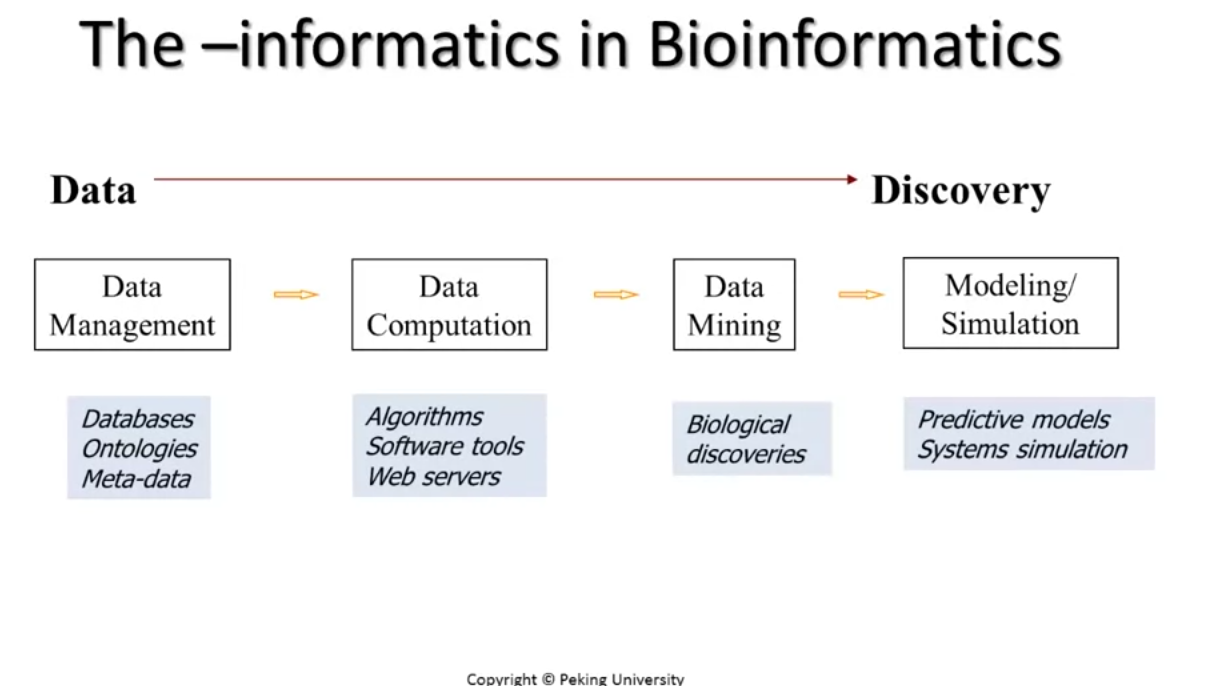 The –informatics in Bioinformatics
Data
Discovery
Data
Management
Data
Computation
Data
Mining
Modeling/
Simulation
Databases
Ontologies
Meta-data
Algorithms
Software tools
Web servers
Biological
discoveries
Predictive models
Systems simulation
Copyright © Peking University